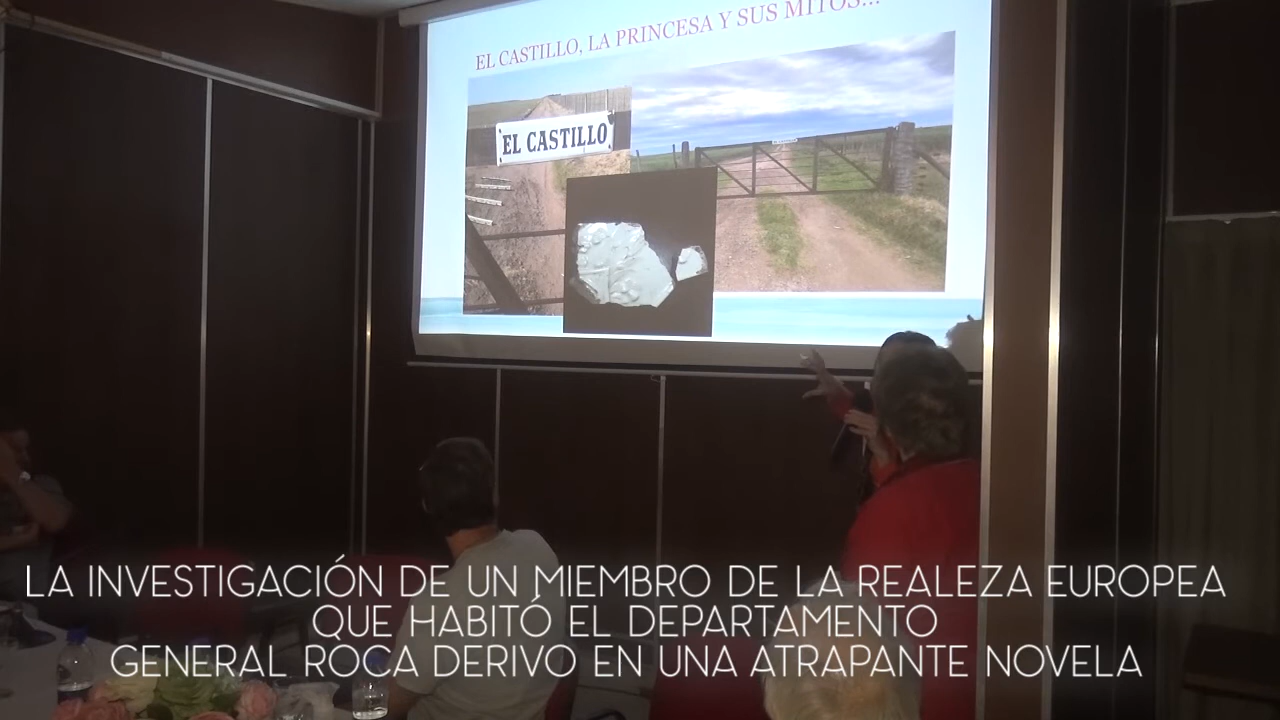 EL CASTILLO, LA PRINCESA Y SUS MITOS...
EL CASTILLO
LA INVESTIGACIÓN DE UN MIEMBRO DE LA REALEZA EUROPEA
QUE HABITÓ EL DEPARTAMENTO
GENERAL ROCA DERIVO EN UNA ATRAPANTE NOVELA